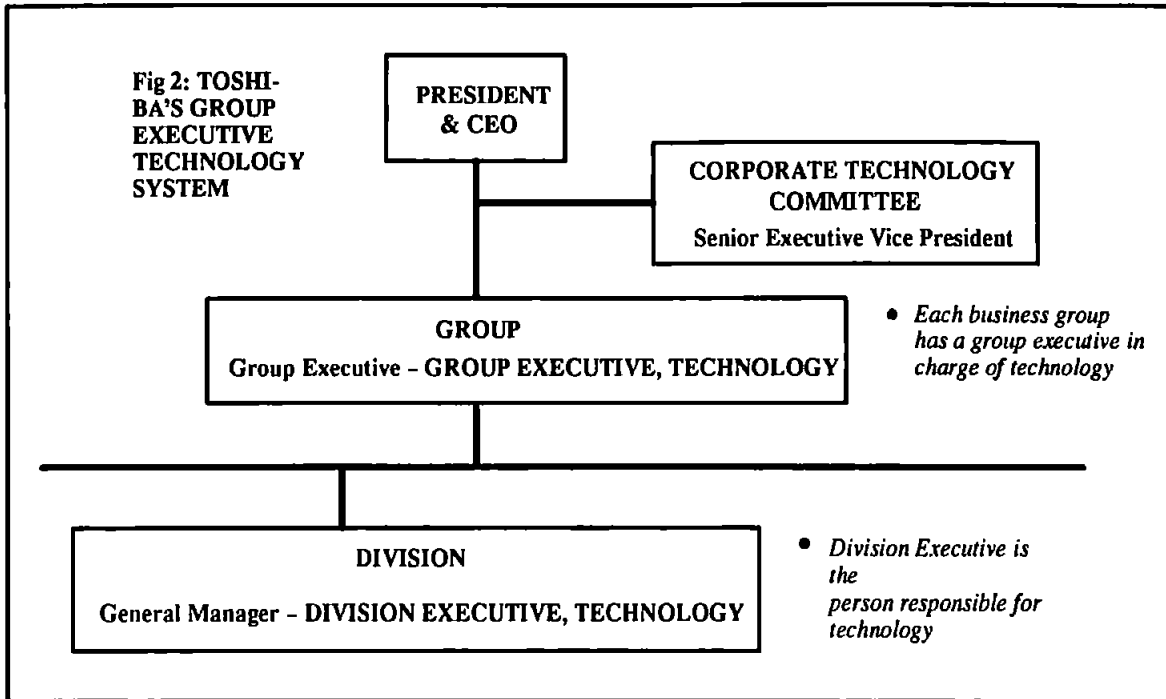 Fig 2: TOSHI-
BA'S GROUP
EXECUTIVE
TECHNOLOGY
SYSTEM
PRESIDENT
& CEO
CORPORATE TECHNOLOGY
COMMITTEE
Senior Executive Vice President
GROUP
Group Executive – GROUP EXECUTIVE, TECHNOLOGY
• Each business group
has a group executive in
charge of technology
DIVISION
General Manager – DIVISION EXECUTIVE, TECHNOLOGY
• Division Executive is
the
person responsible for
technology